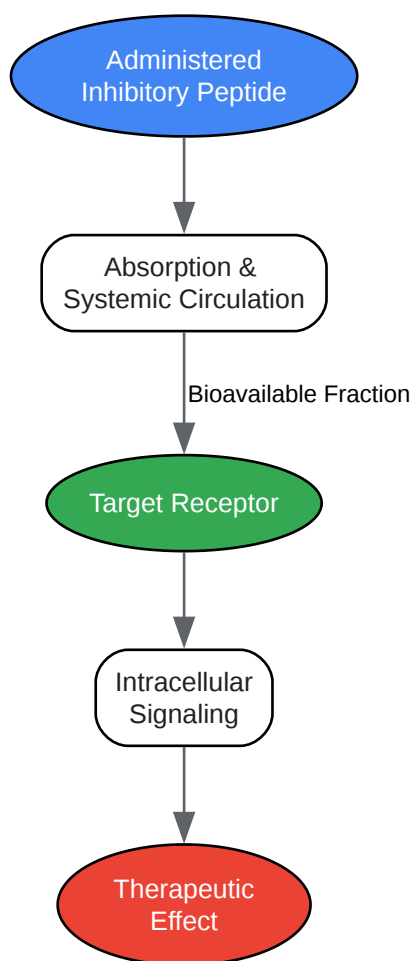 Administered
Inhibitory Peptide
Absorption &
Systemic Circulation
Bioavailable Fraction
Target Receptor
Intracellular
Signaling
Therapeutic
Effect